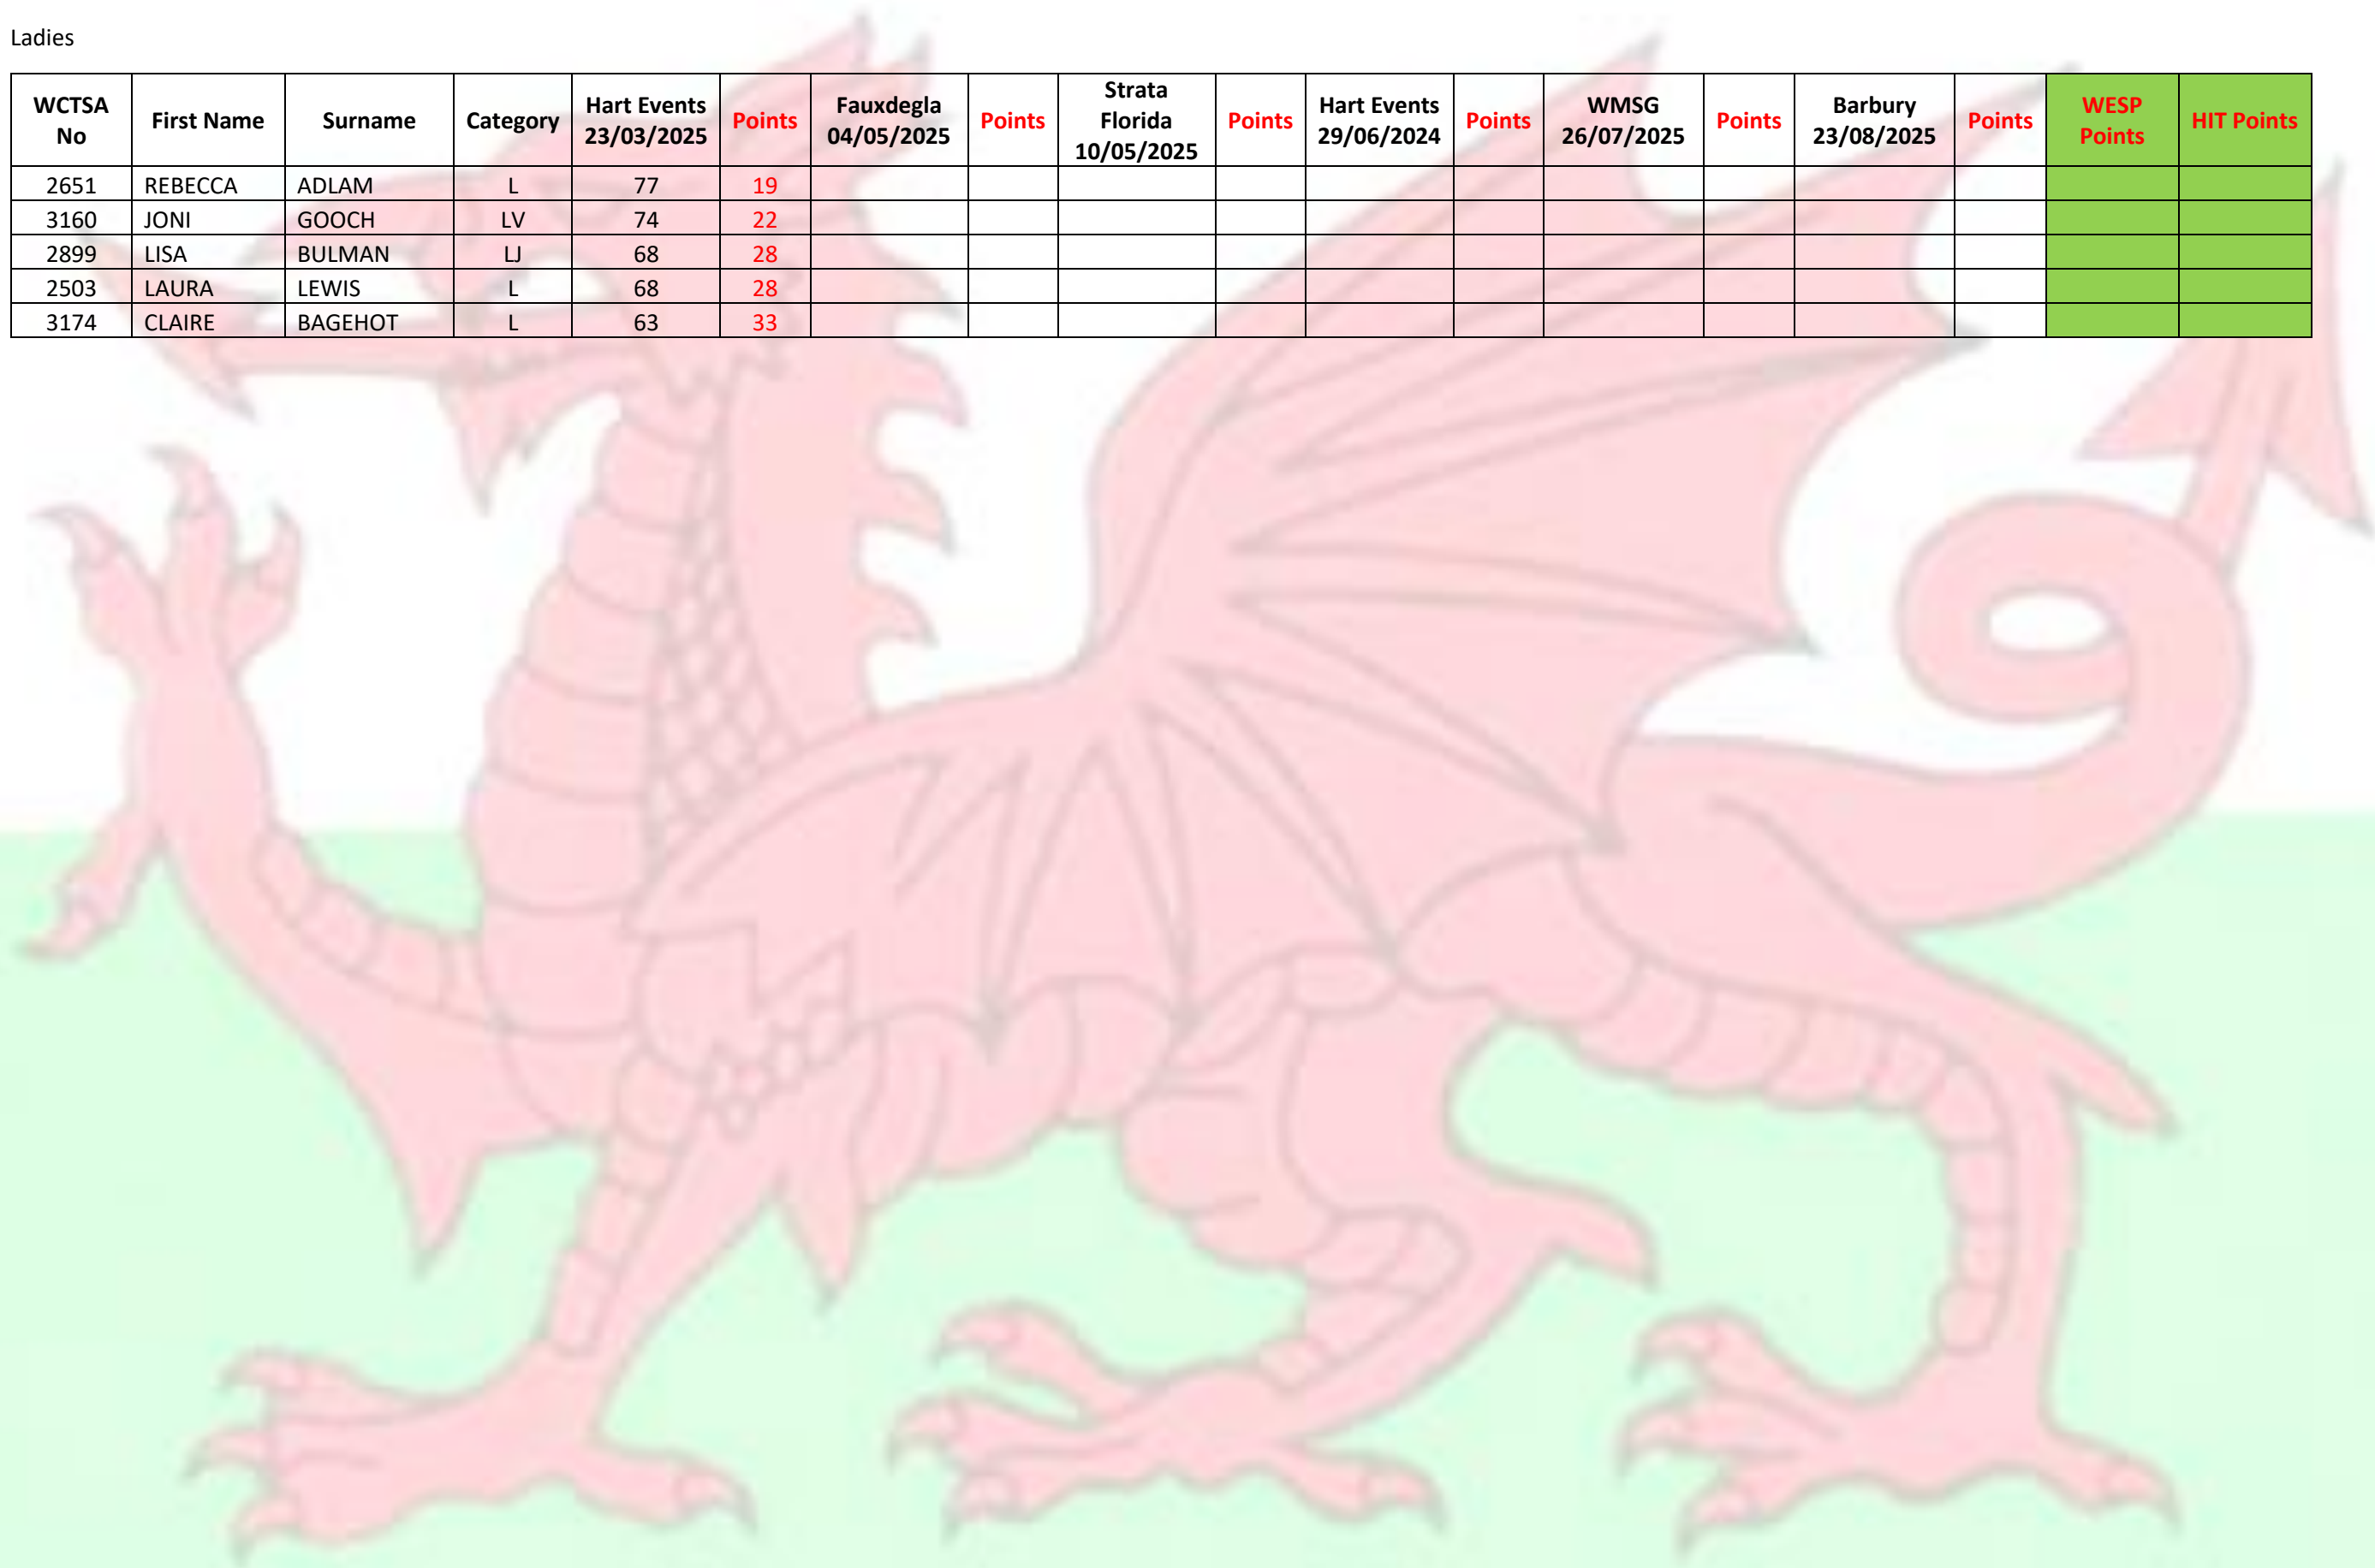 Ladies
WCTSA No First Name Surname Category Hart Events 23/03/2025 Points Fauxdegla 04/05/2025 Points Strata Florida 10/05/2025 Points Hart Events 29/06/2024 Points WMSG 26/07/2025 Points Barbury 23/08/2025 Points WESP Points HIT Points
2651 REBECCA ADLAM L 77 19
3160 JONI GOOCH LV 74 22
2899 LISA BULMAN LJ 68 28
2503 LAURA LEWIS L 68 28
3174 CLAIRE BAGEHOT L 63 33